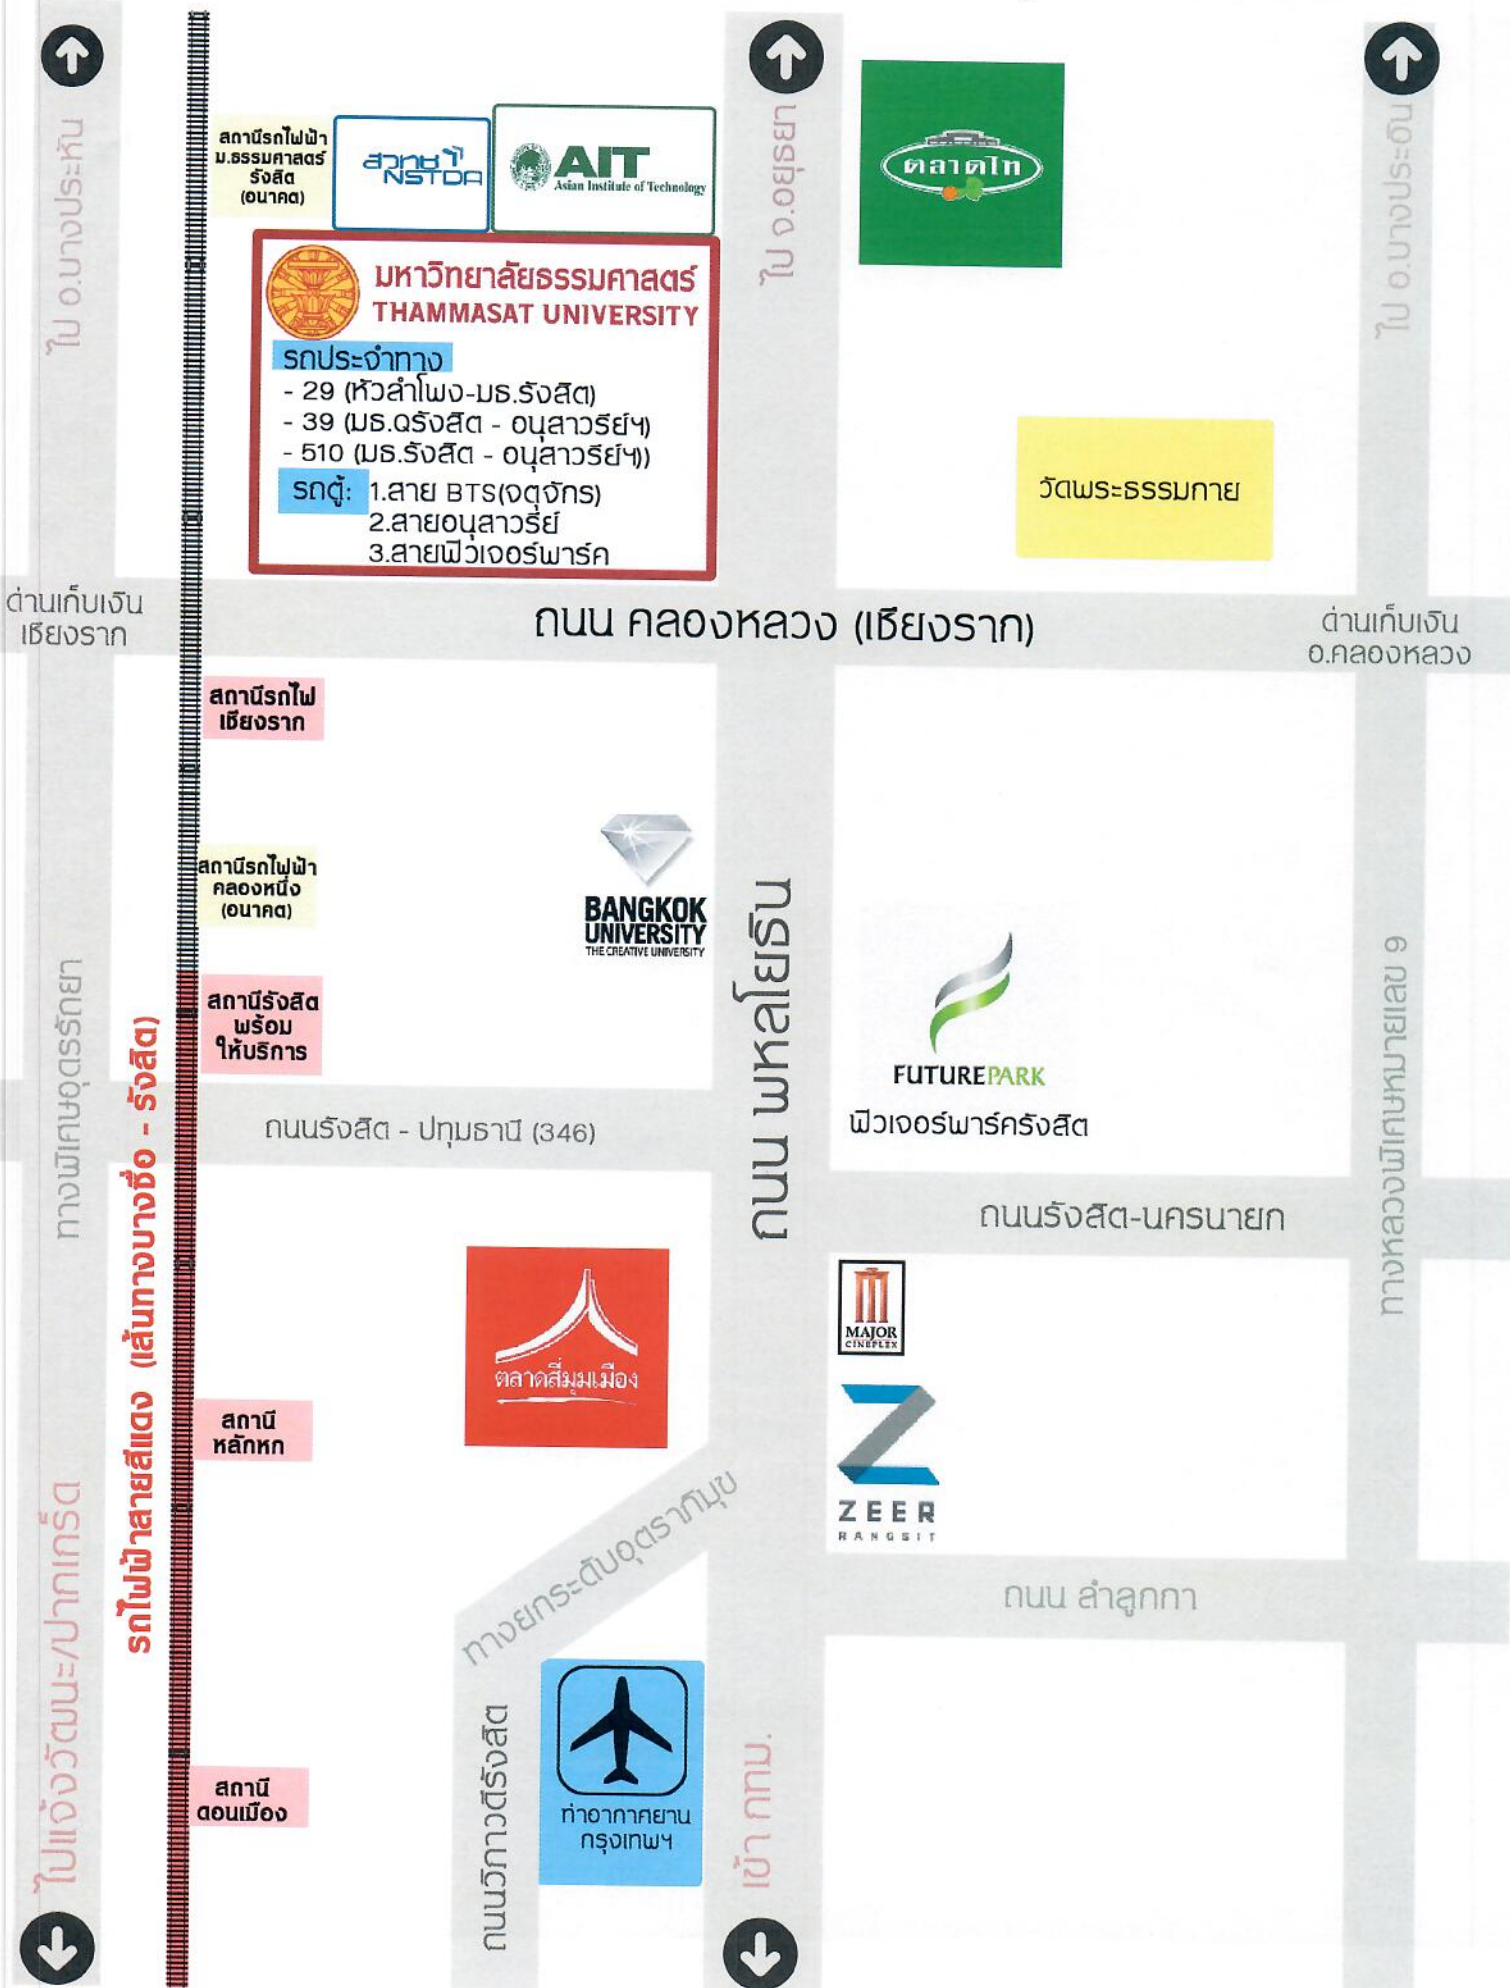 ไป อ.บางปะหัน
สถานีรถไฟฟ้า
ม.ธรรมศาสตร์
รังสิต
(อนาคต)
สวทช
NSTDA
AIT
Asian Institute of Technology
ไป จ.อยุธยา
ตลาดไท
ไป อ.บางปะอิน
มหาวิทยาลัยธรรมศาสตร์
THAMMASAT UNIVERSITY
รถประจำทาง
- 29 (หัวลำโพง-มธ.รังสิต)
- 39 (มธ.Qรังสิต - อนุสาวรีย์ฯ)
- 510 (มธ.รังสิต - อนุสาวรีย์ฯ))
รถตู้: 1.สาย BTS(จตุจักร)
2.สายอนุสาวรีย์
3.สายฟิวเจอร์พาร์ค
วัดพระธรรมกาย
ด่านเก็บเงิน
เชียงราก
ถนน คลองหลวง (เชียงราก)
ด่านเก็บเงิน
อ.คลองหลวง
สถานีรถไฟ
เชียงราก
สถานีรถไฟฟ้า
คลองหนึ่ง
(อนาคต)
BANGKOK
UNIVERSITY
THE CREATIVE UNIVERSITY
ถนน พหลโยธิน
ทางพิเศษอุดรรัถยา
สถานีรังสิต
พร้อม
ให้บริการ
รถไฟฟ้าสายสีแดง (เส้นทางบางซื่อ - รังสิต)
FUTUREPARK
ฟิวเจอร์พาร์ครังสิต
ทางหลวงพิเศษหมายเลข 9
ถนนรังสิต - ปทุมธานี (346)
ถนนรังสิต-นครนายก
ตลาดสี่มุมเมือง
MAJOR
CINEPLEX
สถานี
หลักหก
ZEER
RANGSIT
ทางยกระดับอุตราภิมุข
ถนน ลำลูกกา
ไปแจ้งวัฒนะ/ปากเกร็ด
สถานี
ดอนเมือง
ถนนวิภาวดีรังสิต
ท่าอากาศยาน
กรุงเทพฯ
เข้า กทม.